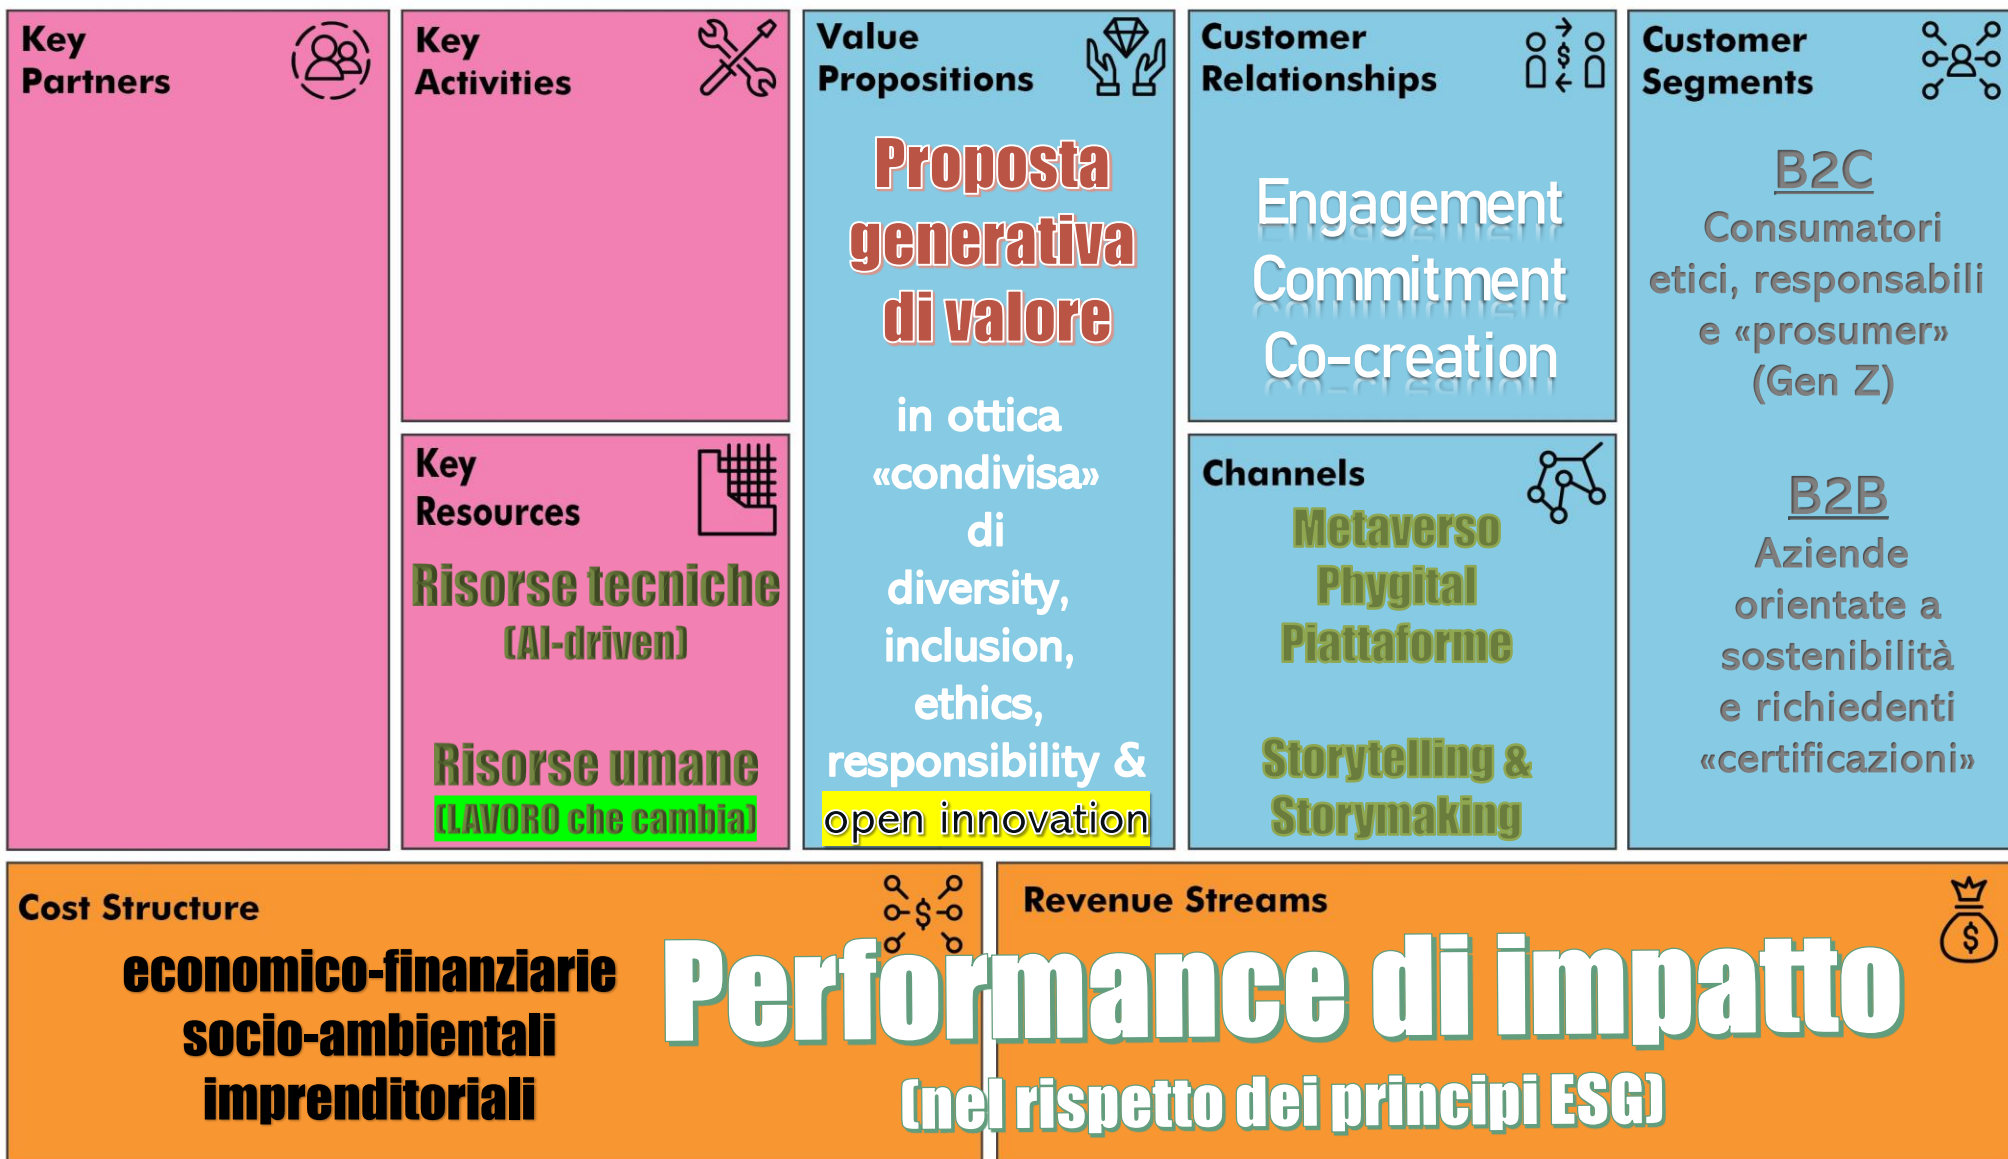 Key
Partners
Key
Activities
Key
Resources
Risorse tecniche
(AI-driven)
Risorse umane
(LAVORO che cambia)
Value
Propositions
Proposta
generativa
di valore
in ottica
«condivisa»
di
diversity,
inclusion,
ethics,
responsibility &
open innovation
Customer
Relationships
Engagement
Commitment
Co-creation
Channels
Metaverso
Phygital
Piattaforme
Storytelling &
Storymaking
Customer
Segments
B2C
Consumatori
etici, responsabili
e «prosumer»
(Gen Z)
B2B
Aziende
orientate a
sostenibilità
e richiedenti
«certificazioni»
Cost Structure
economico-finanziarie
socio-ambientali
imprenditoriali
Revenue Streams
Performance di impatto
(nel rispetto dei principi ESG)